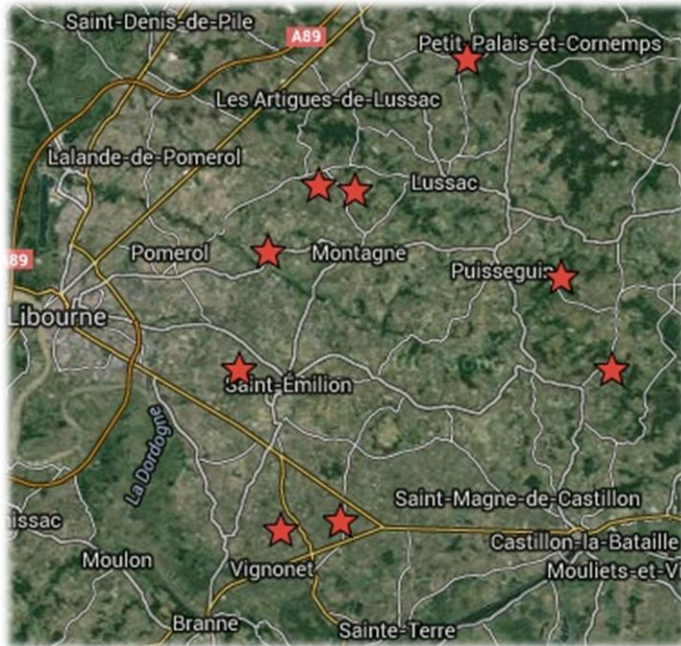 Saint-Denis-de-Pile
A89
Petit-Palais-et-Cornemps
Les Artigues-de-Lussac
Lalande-de-Pomerol
Lussac
Pomerol
Montagne
89
Puisseguin
Libourne
Saint-Émilion
La Dordogne
Saint-Magne-de-Castillon
nissac
Castillon-la-Bataille
Moulon
Vignonet
Mouliets-et-Vi
Branne
Sainte-Terre